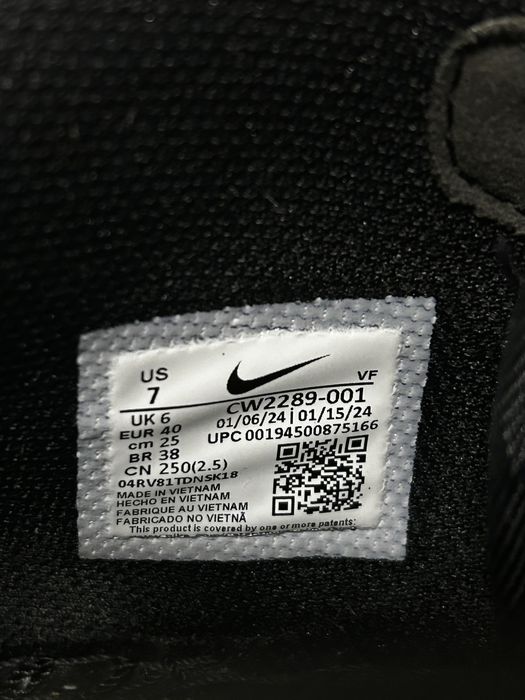 US
7
VF
CW2289-001
UK 6
01/06/24 | 01/15/24
EUR 40
UPC 00194500875166
cm 25
BR 38
CN 250(2.5)
04RV81TDNSK18
MADE IN VIETNAM
HECHO EN VIETNAM
FABRIQUE AU VIETNAM
FABRICADO NO VIETNÃ
This product is covered by one or more patents: